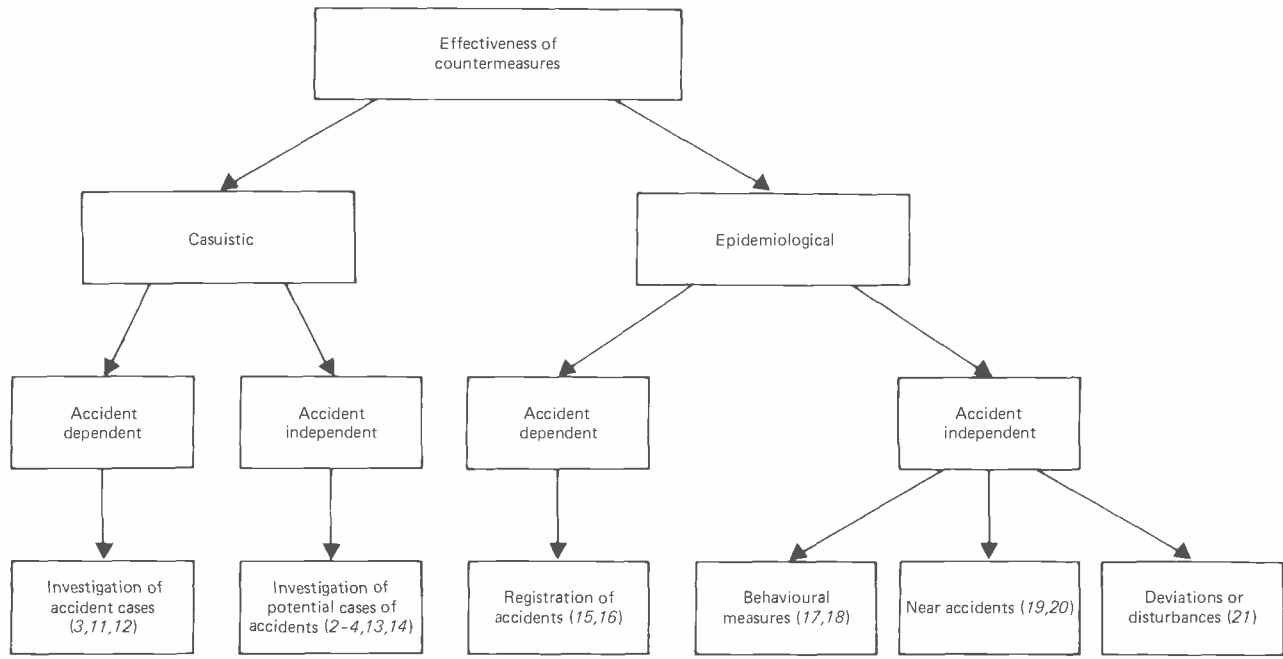 Effectiveness of
countermeasures
Casuistic
Epidemiological
Accident
dependent
Accident
independent
Accident
dependent
Accident
independent
Investigation of
accident cases
(3,11,12)
Investigation of
potential cases of
accidents (2-4,13,14)
Registration of
accidents (15,16)
Behavioural
measures (17,18)
Near accidents (19,20)
Deviations or
disturbances (21)